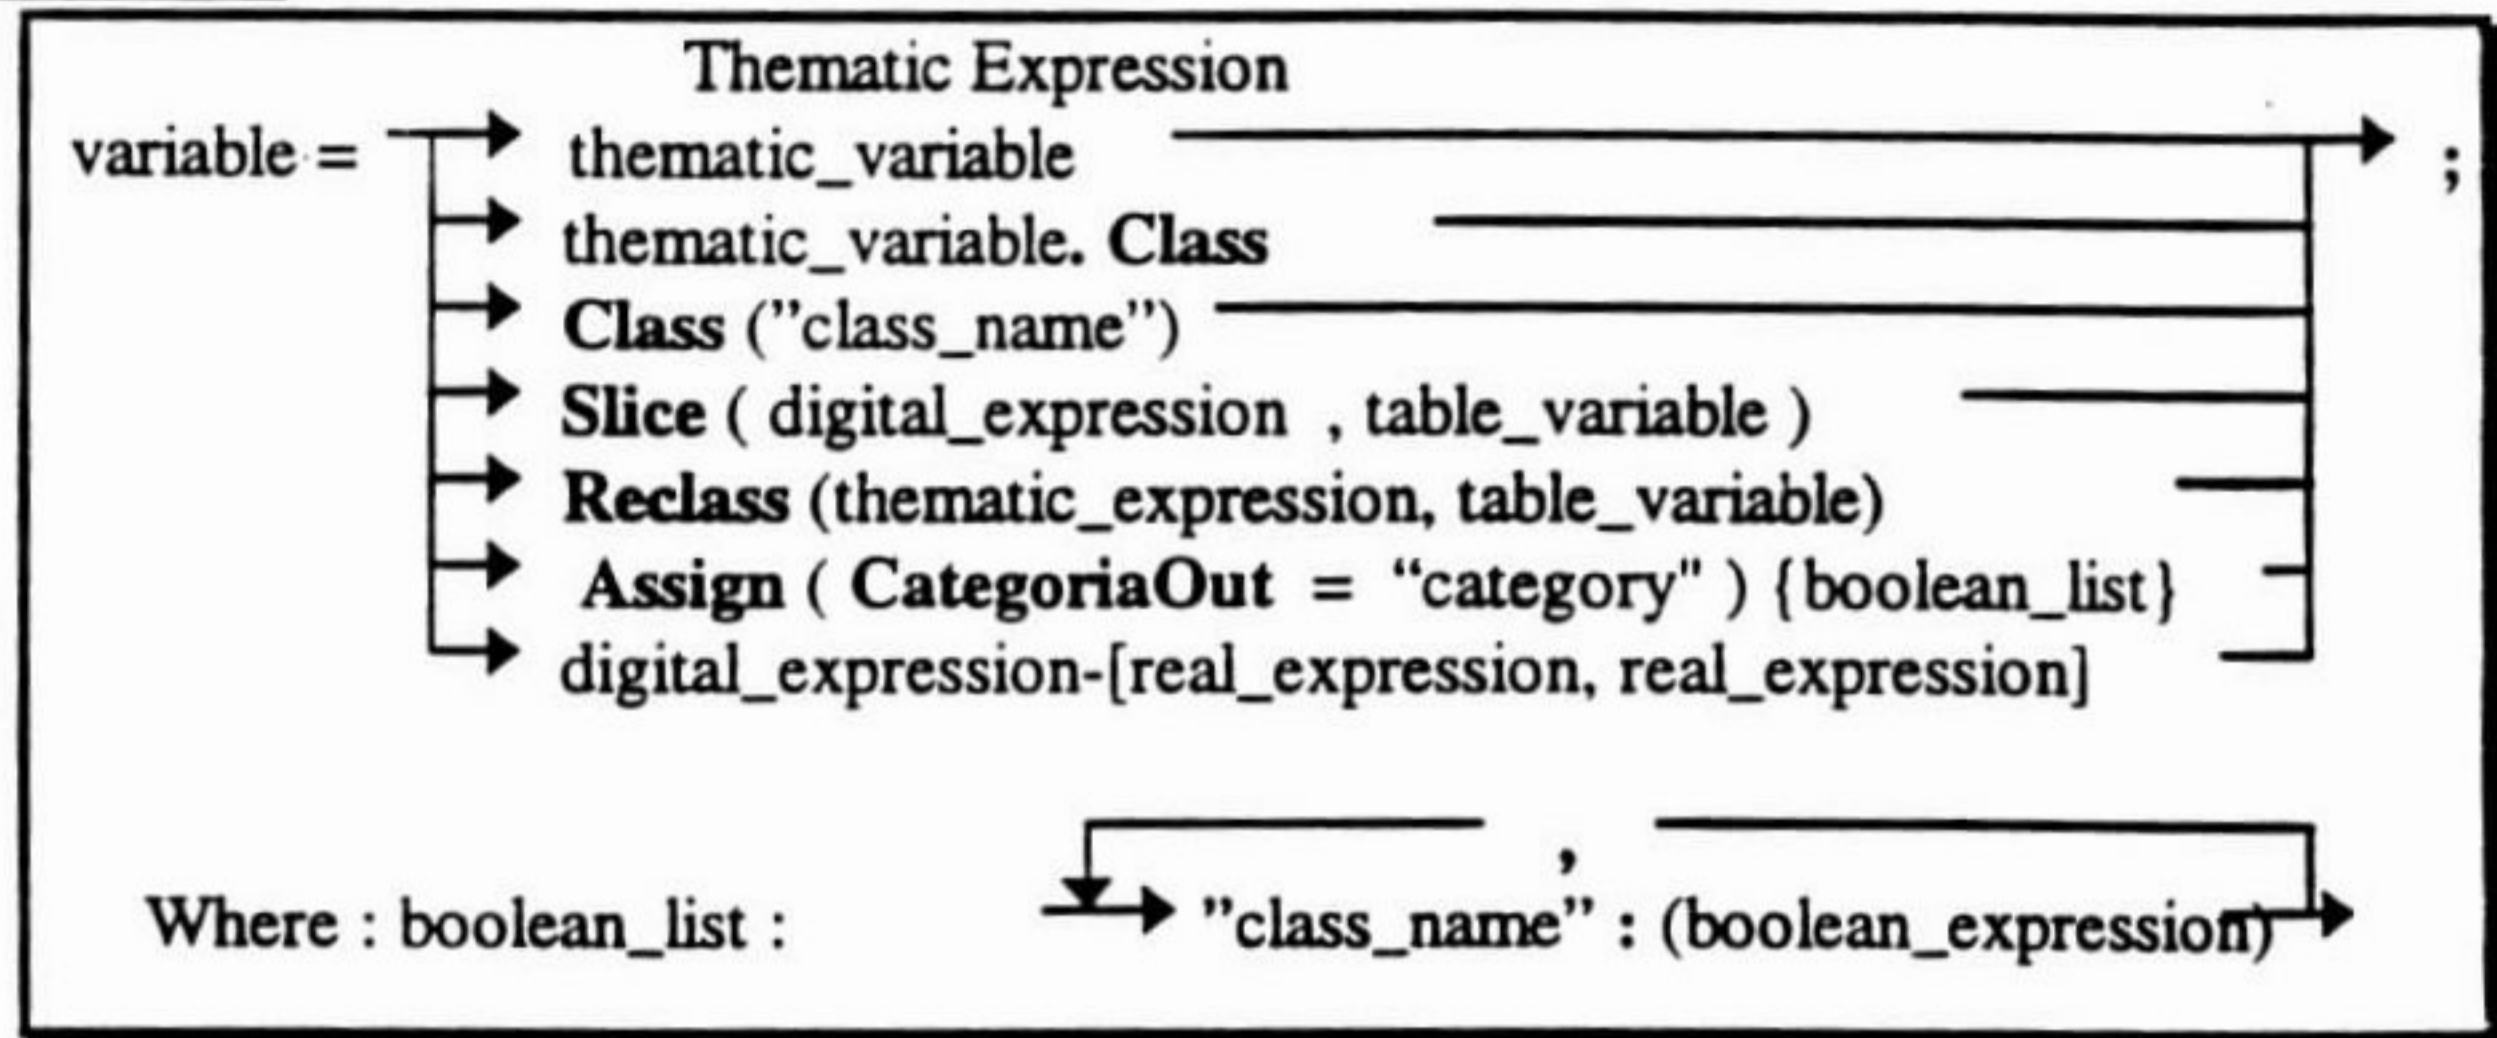 Thematic Expression
variable = thematic_variable ;
thematic_variable. Class
Class (”class_name”)
Slice ( digital_expression , table_variable )
Reclass (thematic_expression, table_variable)
Assign ( CategoriaOut = “category" ) {boolean_list}
digital_expression-[real_expression, real_expression]
,
Where : boolean_list : ”class_name” : (boolean_expression)